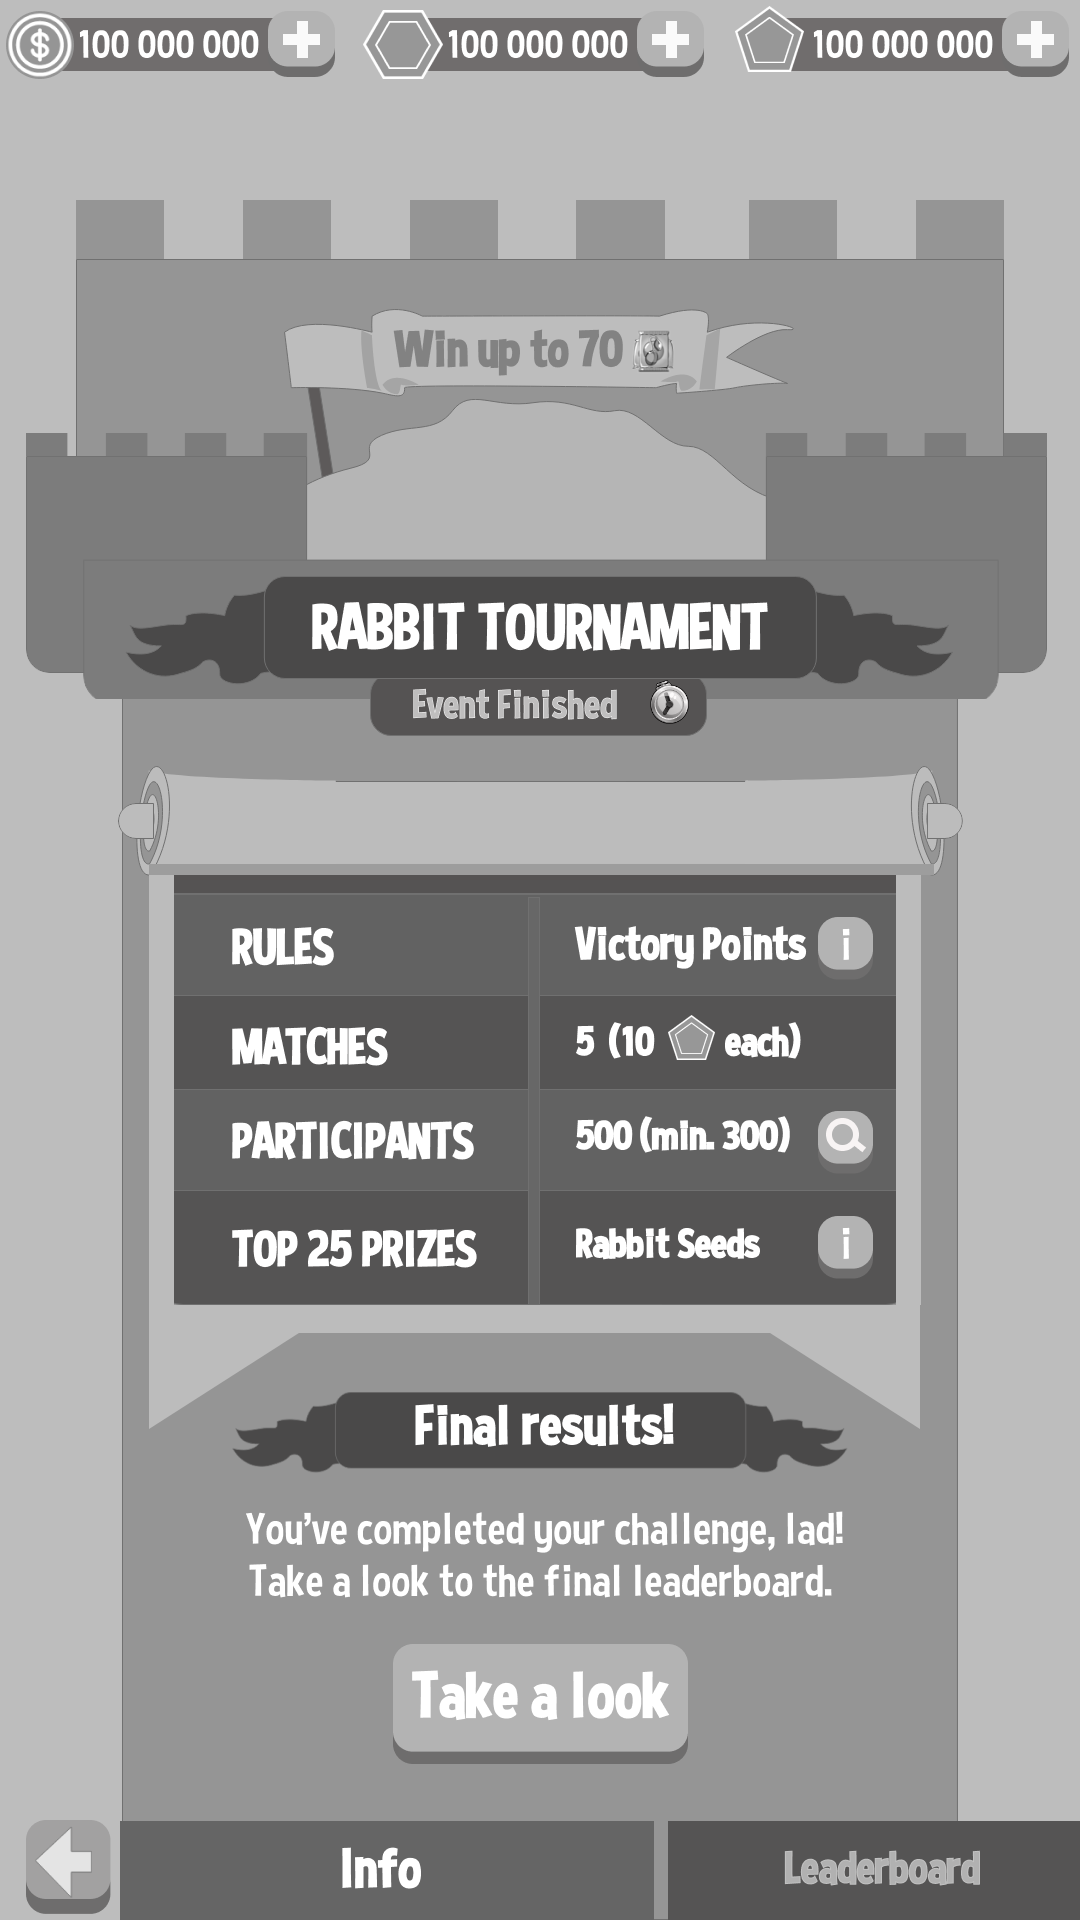 100 000 000 100 000 000 100 000 000
Win up to 70
RABBIT TOURNAMENT
Event Finished
RULES Victory Points i
MATCHES 5 (10 each)
PARTICIPANTS 500 (min. 300)
TOP 25 PRIZES Rabbit Seeds i
Final results!
You've completed your challenge, lad!
Take a look to the final leaderboard.
Take a look
Info Leaderboard